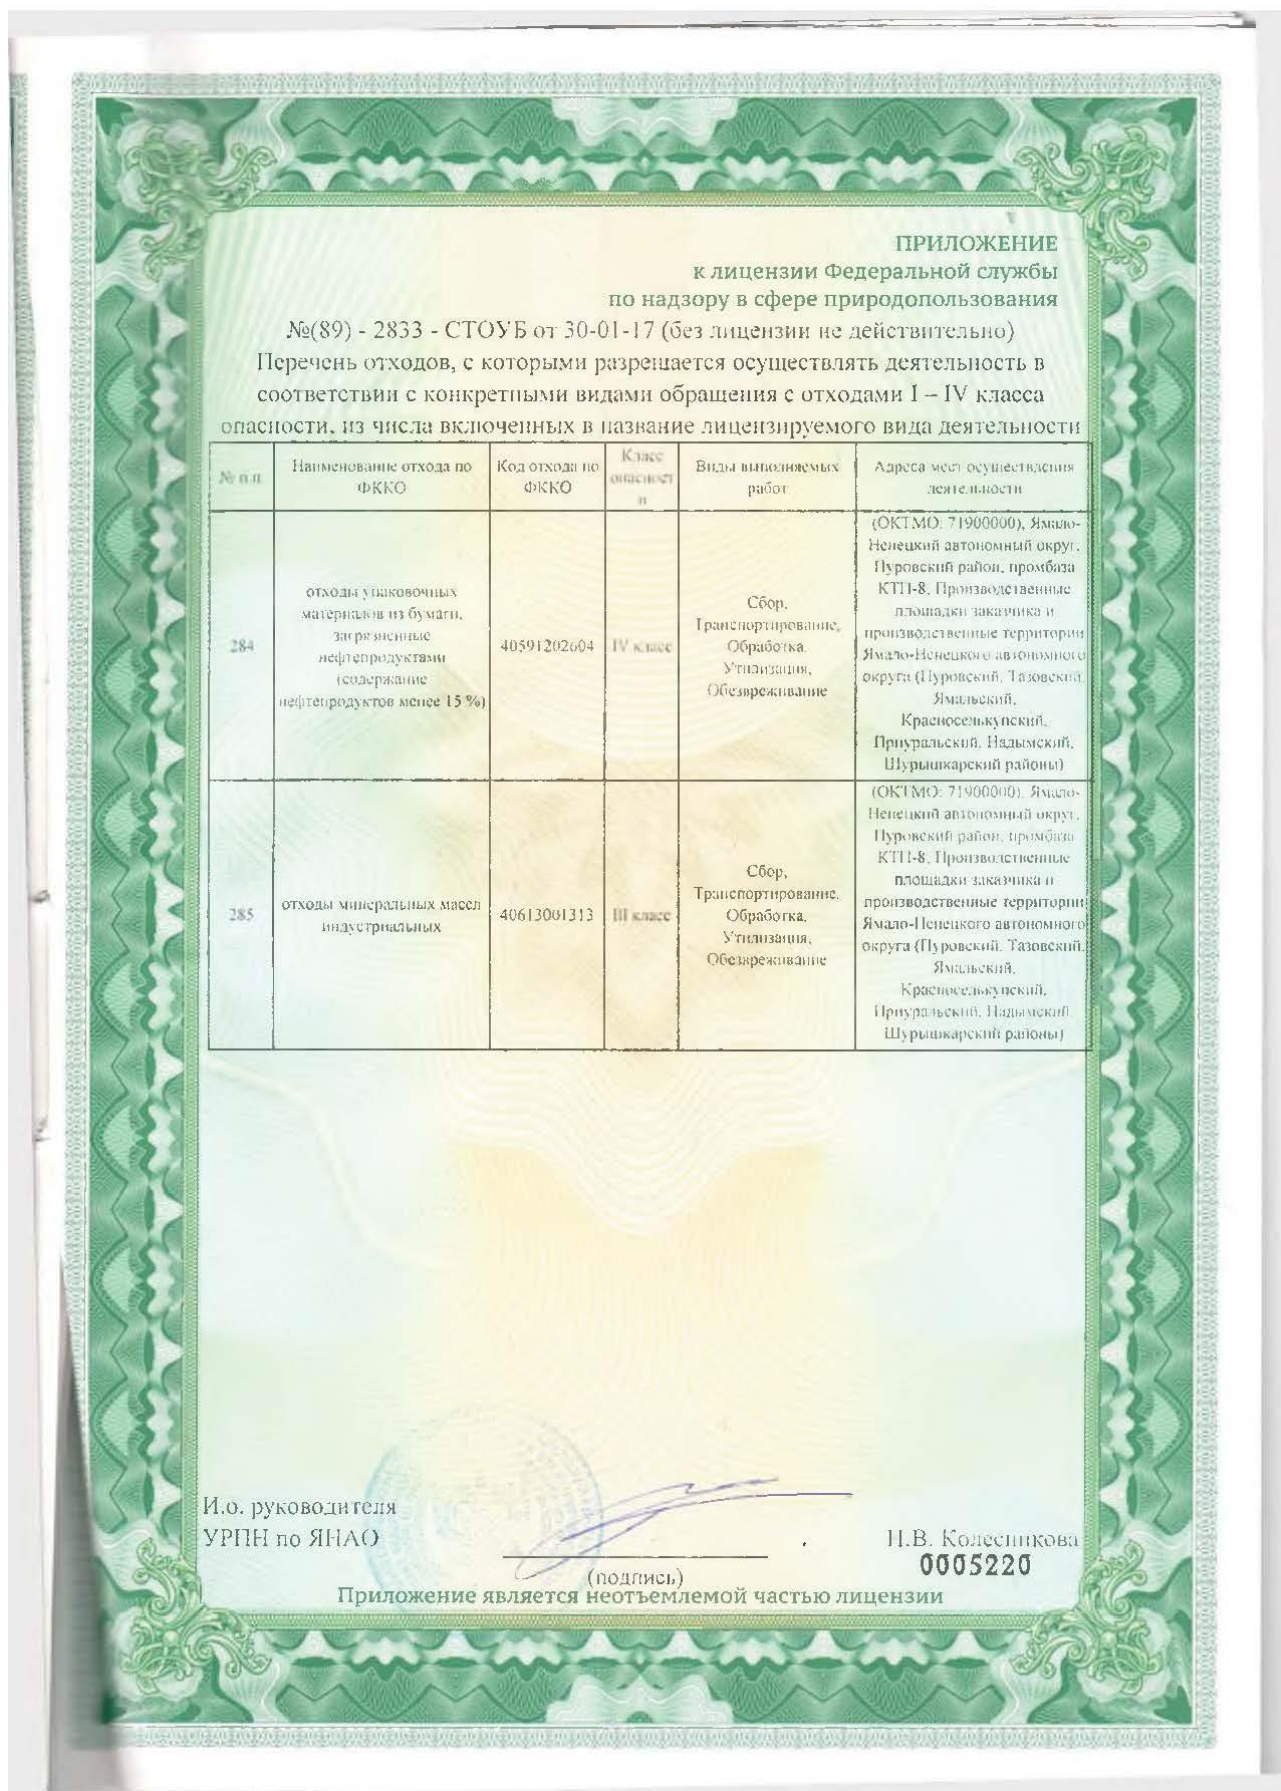 ПРИЛОЖЕНИЕ
к лицензии Федеральной службы
по надзору в сфере природопользования
№(89) - 2833 - СТОУБ от 30-01-17 (без лицензии не действительно)
Перечень отходов, с которыми разрешается осуществлять деятельность в
соответствии с конкретными видами обращения с отходами I – IV класса
опасности, из числа включенных в название лицензируемого вида деятельности
№ п.п.
Наименование отхода по
ФККО
Код отхода по
ФККО
Класс
опасност
и
Виды выполняемых
работ
Адреса мест осуществления
деятельности
284
отходы упаковочных
материалов из бумаги,
загрязненные
нефтепродуктами
(содержание
нефтепродуктов менее 15 %)
40591202604
IV класс
Сбор,
Транспортирование,
Обработка,
Утилизация,
Обезвреживание
(ОКТМО: 71900000), Ямало-
Ненецкий автономный округ,
Пуровский район, промбаза
КТП-8, Производственные
площадки заказчика и
производственные территории
Ямало-Ненецкого автономного
округа (Пуровский, Тазовский,
Ямальский,
Красноселькупский,
Приуральский, Надымский,
Шурышкарский районы)
285
отходы минеральных масел
индустриальных
40613001313
III класс
Сбор,
Транспортирование,
Обработка,
Утилизация,
Обезвреживание
(ОКТМО: 71900000), Ямало-
Ненецкий автономный округ,
Пуровский район, промбаза
КТП-8, Производственные
площадки заказчика и
производственные территории
Ямало-Ненецкого автономного
округа (Пуровский, Тазовский,
Ямальский,
Красноселькупский,
Приуральский, Надымский,
Шурышкарский районы)
И.о. руководителя
УРПН по ЯНАО
Н.В. Колесникова
0005220
(подпись)
Приложение является неотъемлемой частью лицензии